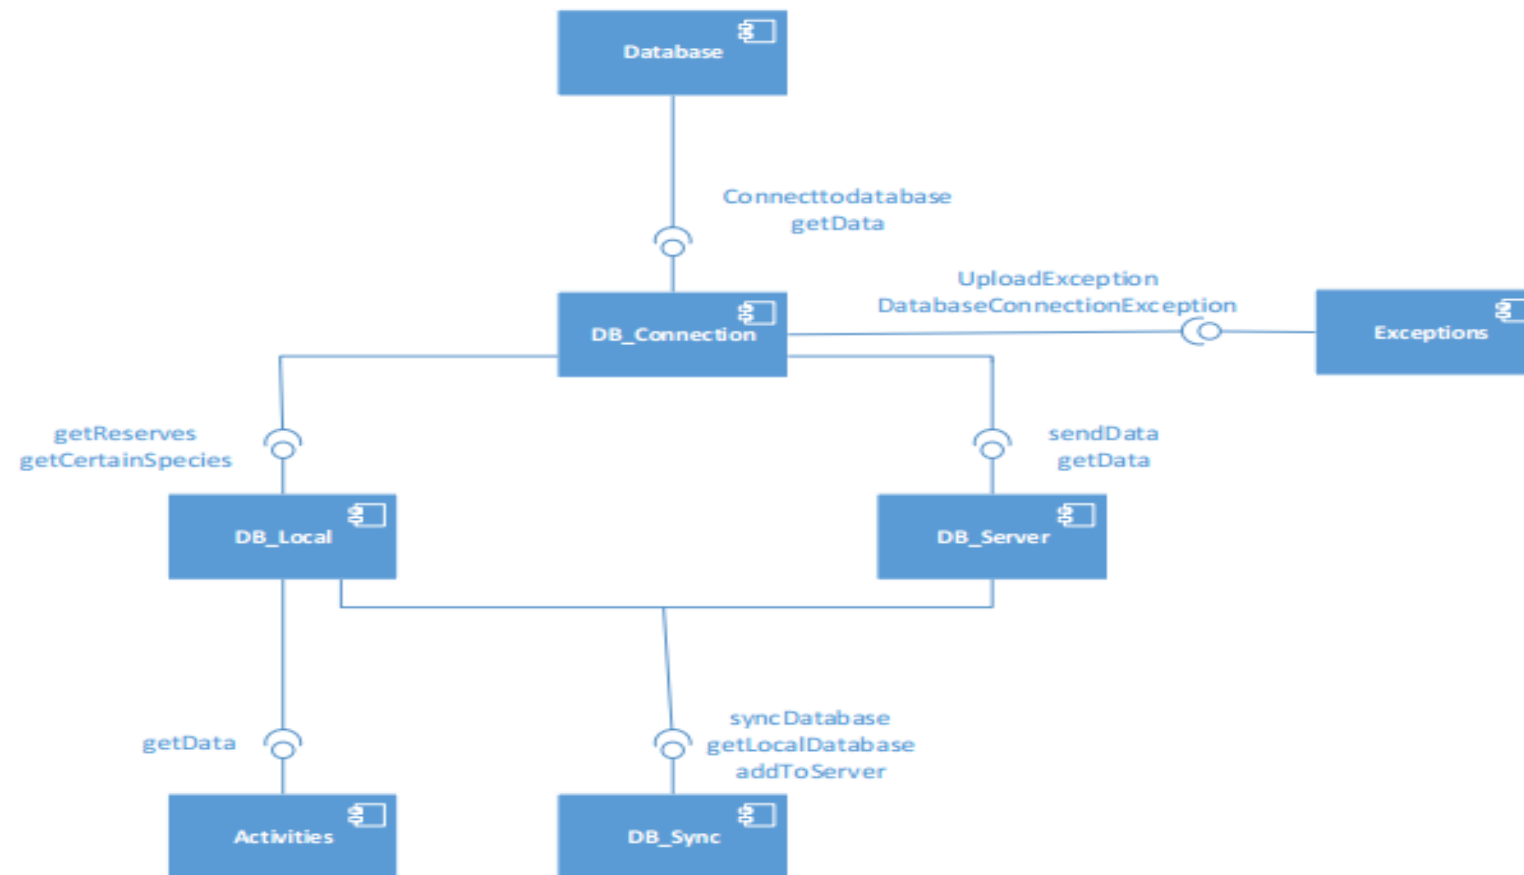 Database
Connecttodatabase
getData
UploadException
DatabaseConnectionException
DB_Connection
Exceptions
getReserves
getCertainSpecies
sendData
getData
DB_Local
DB_Server
getData
syncDatabase
getLocalDatabase
addToServer
Activities
DB_Sync